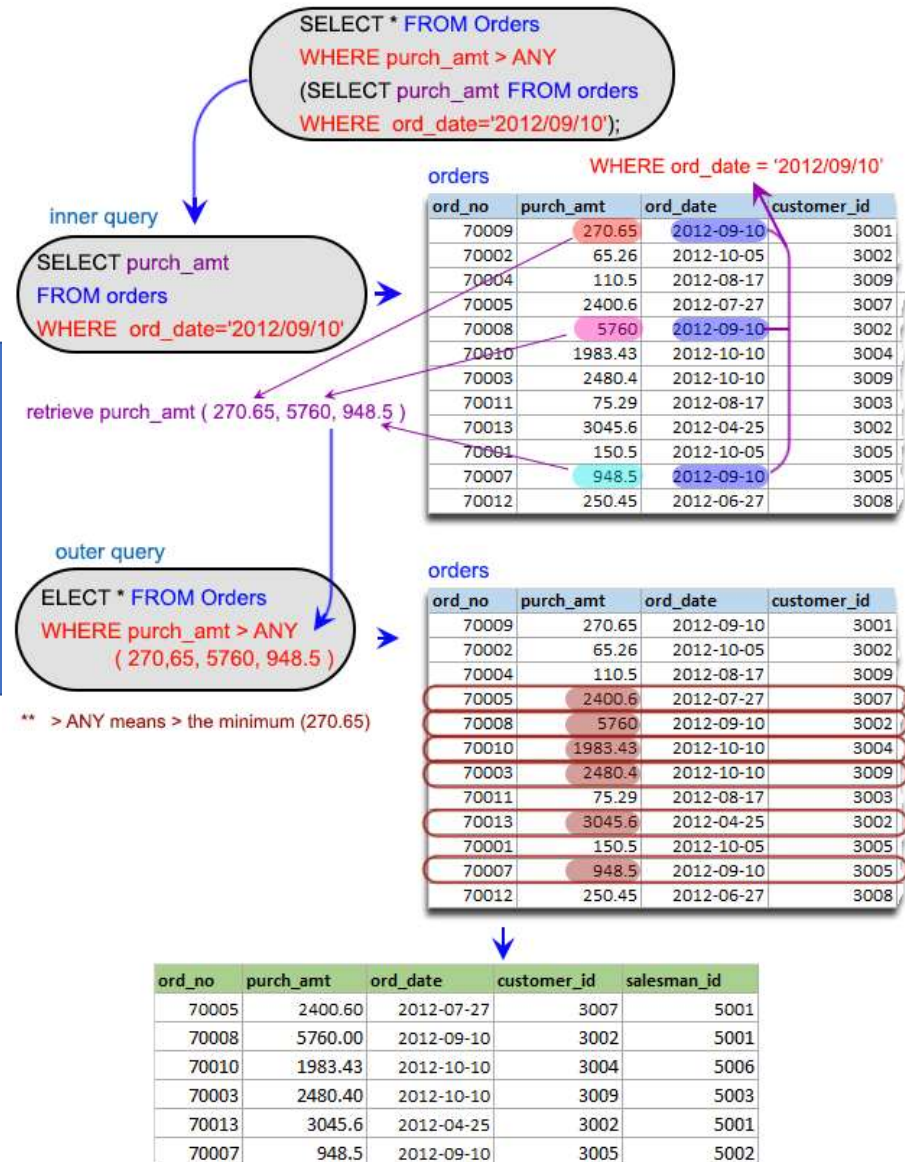 SELECT * FROM Orders
WHERE purch_amt > ANY
(SELECT purch_amt FROM orders
WHERE ord_date='2012/09/10');
WHERE ord_date = '2012/09/10'
orders
inner query
SELECT purch_amt
FROM orders
WHERE ord_date='2012/09/10'
ord_no purch_amt ord_date customer_id
70009 270.65 2012-09-10 3001
70002 65.26 2012-10-05 3002
70004 110.5 2012-08-17 3009
70005 2400.6 2012-07-27 3007
70008 5760 2012-09-10 3002
70010 1983.43 2012-10-10 3004
70003 2480.4 2012-10-10 3009
70011 75.29 2012-08-17 3003
70013 3045.6 2012-04-25 3002
70001 150.5 2012-10-05 3005
70007 948.5 2012-09-10 3005
70012 250.45 2012-06-27 3008
retrieve purch_amt ( 270.65, 5760, 948.5 )
outer query
ELECT * FROM Orders
WHERE purch_amt > ANY
( 270,65, 5760, 948.5 )
** > ANY means > the minimum (270.65)
orders
ord_no purch_amt ord_date customer_id
70009 270.65 2012-09-10 3001
70002 65.26 2012-10-05 3002
70004 110.5 2012-08-17 3009
70005 2400.6 2012-07-27 3007
70008 5760 2012-09-10 3002
70010 1983.43 2012-10-10 3004
70003 2480.4 2012-10-10 3009
70011 75.29 2012-08-17 3003
70013 3045.6 2012-04-25 3002
70001 150.5 2012-10-05 3005
70007 948.5 2012-09-10 3005
70012 250.45 2012-06-27 3008
ord_no purch_amt ord_date customer_id salesman_id
70005 2400.60 2012-07-27 3007 5001
70008 5760.00 2012-09-10 3002 5001
70010 1983.43 2012-10-10 3004 5006
70003 2480.40 2012-10-10 3009 5003
70013 3045.6 2012-04-25 3002 5001
70007 948.5 2012-09-10 3005 5002